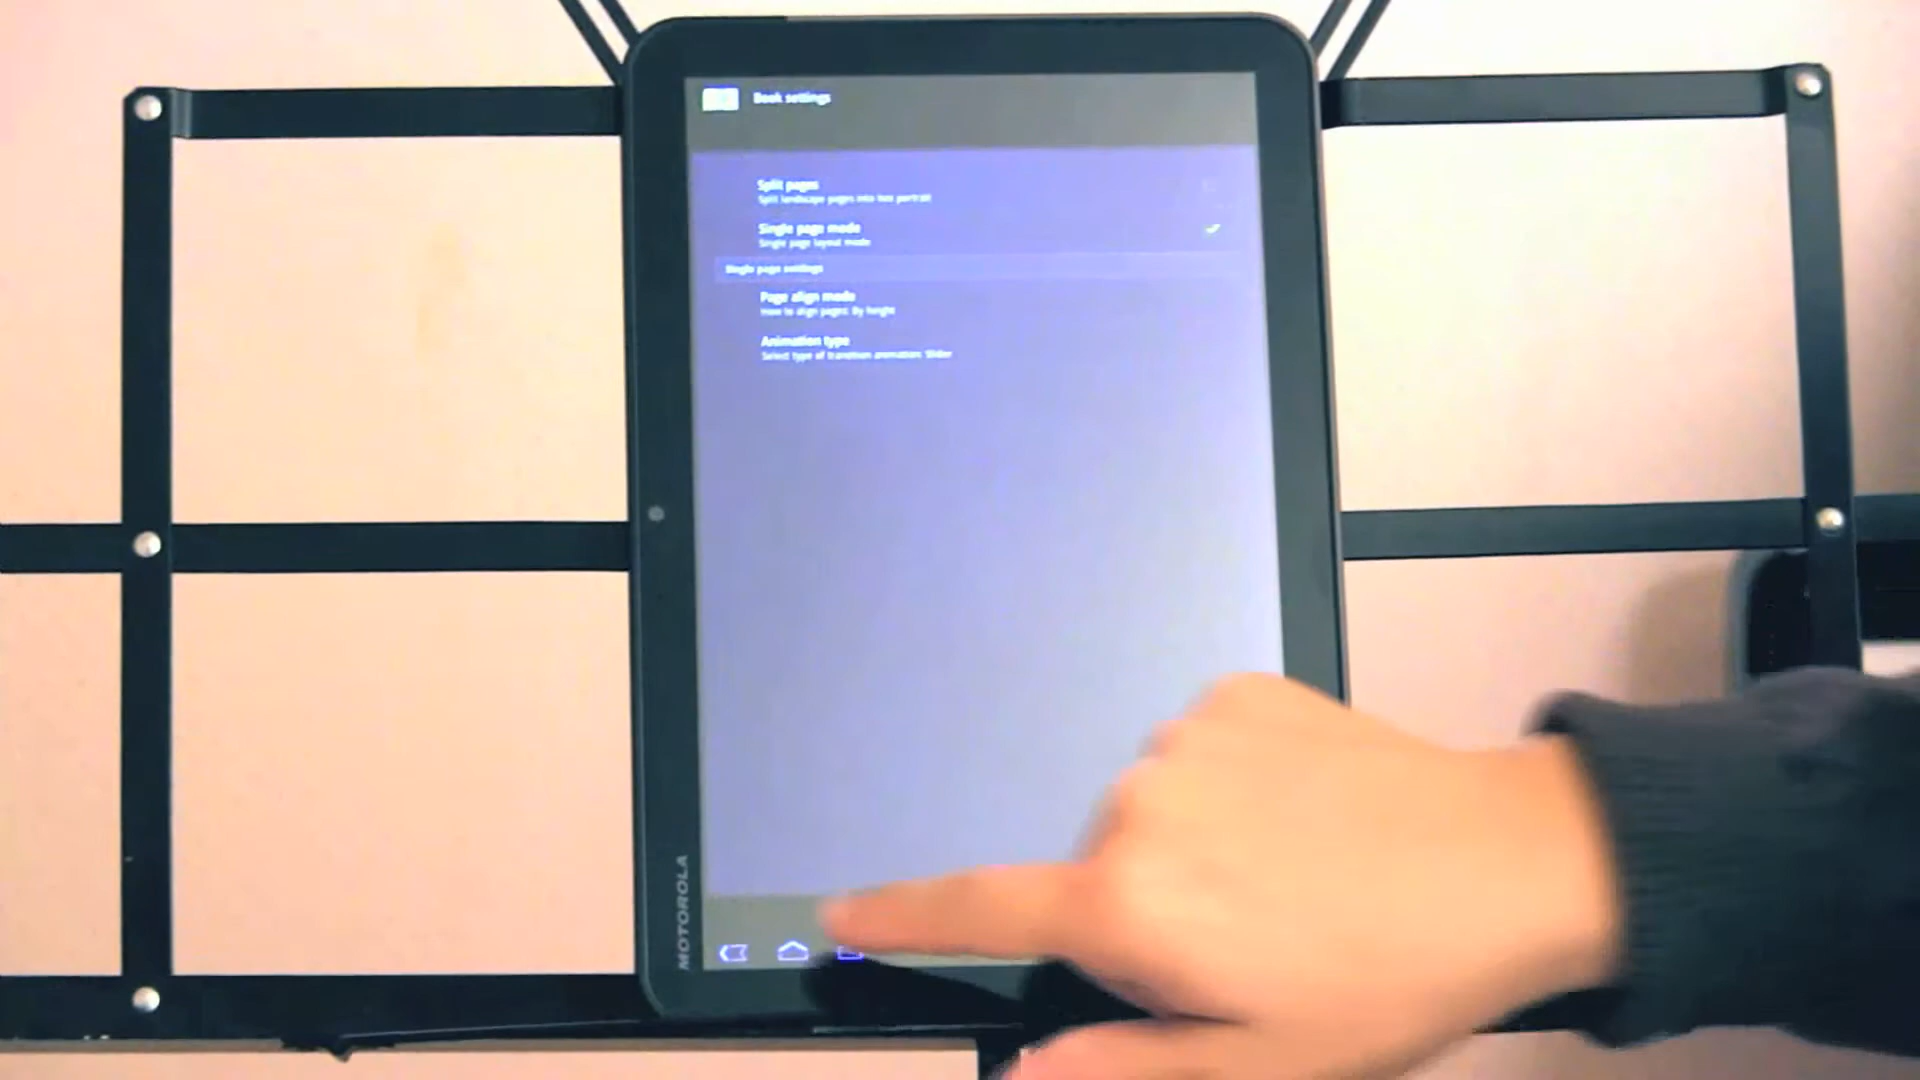 Book settings
Split pages
Split landscape pages into two portrait
Single page mode
Single page layout mode
Single page settings
Page align mode
How to align pages: By height
Animation type
Select type of transition animation: Slider
MOTOROLA